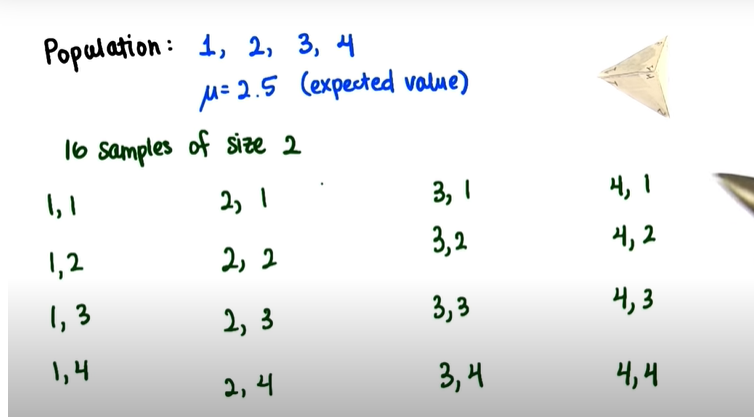 Population: 1, 2, 3, 4
μ = 2.5 (expected value)
16 samples of size 2
1, 1 2, 1 3, 1 4, 1
1, 2 2, 2 3, 2 4, 2
1, 3 2, 3 3, 3 4, 3
1, 4 2, 4 3, 4 4, 4